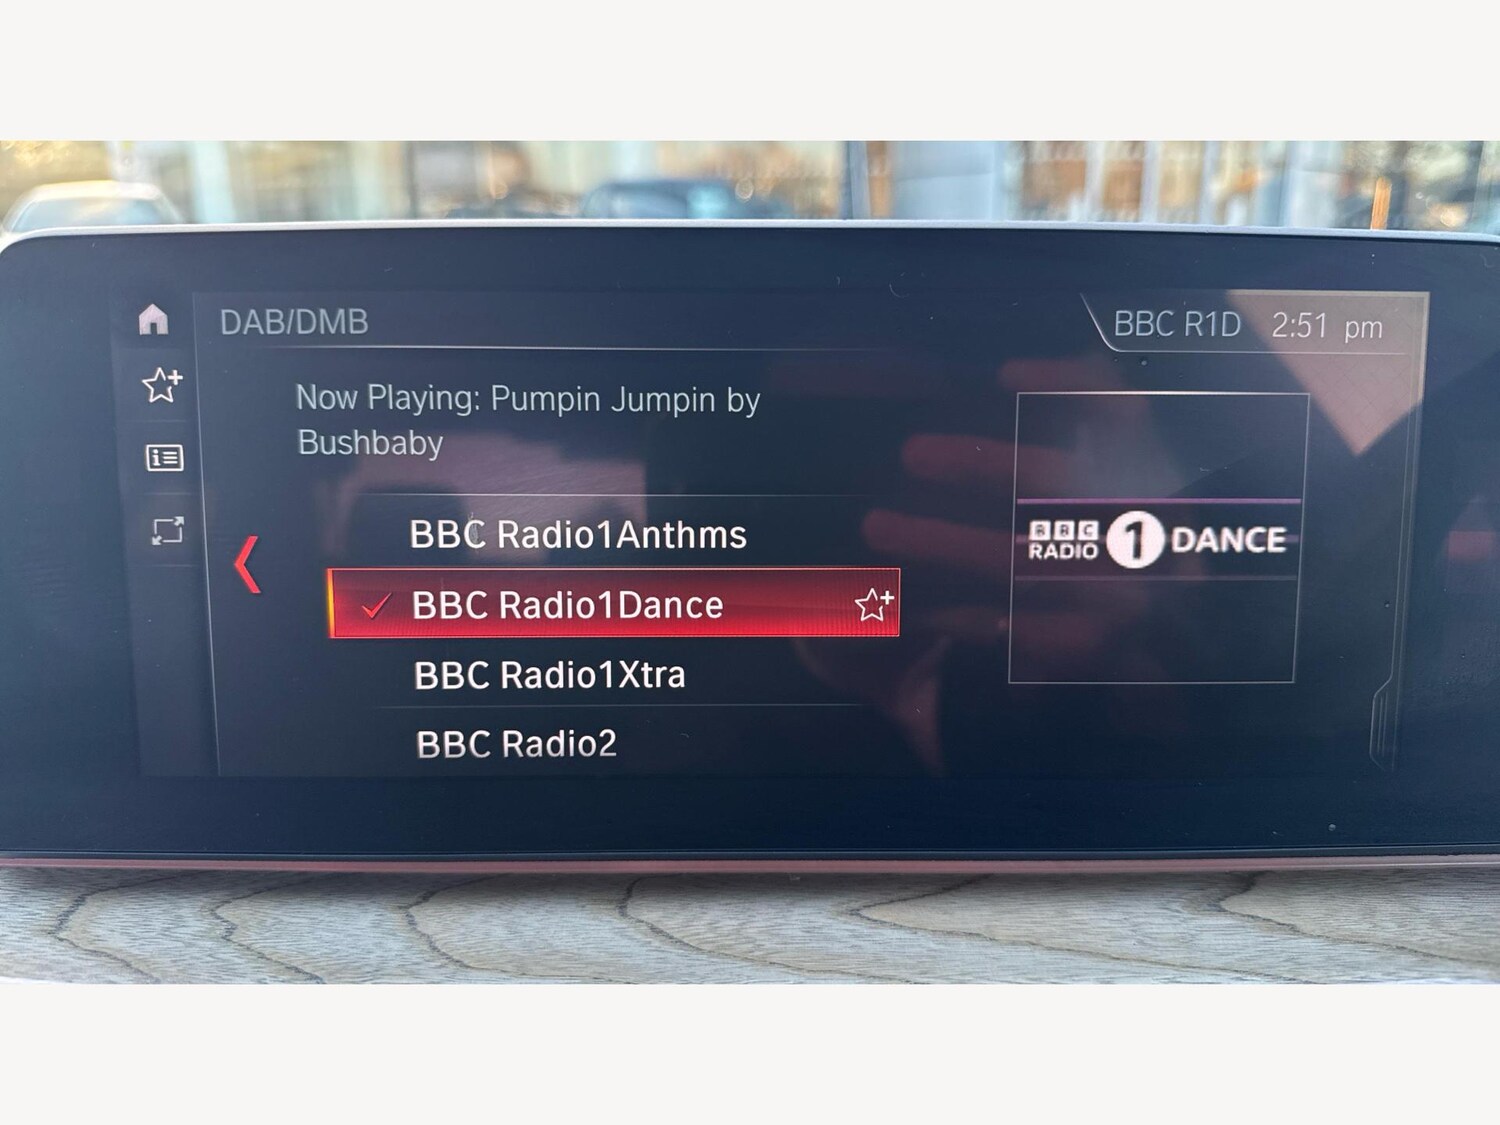 DAB/DMB
BBC R1D 2:51 pm
Now Playing: Pumpin Jumpin by
Bushbaby
BBC Radio1Anthms
BBC Radio1Dance
BBC Radio1Xtra
BBC Radio2
BBC
RADIO 1 DANCE